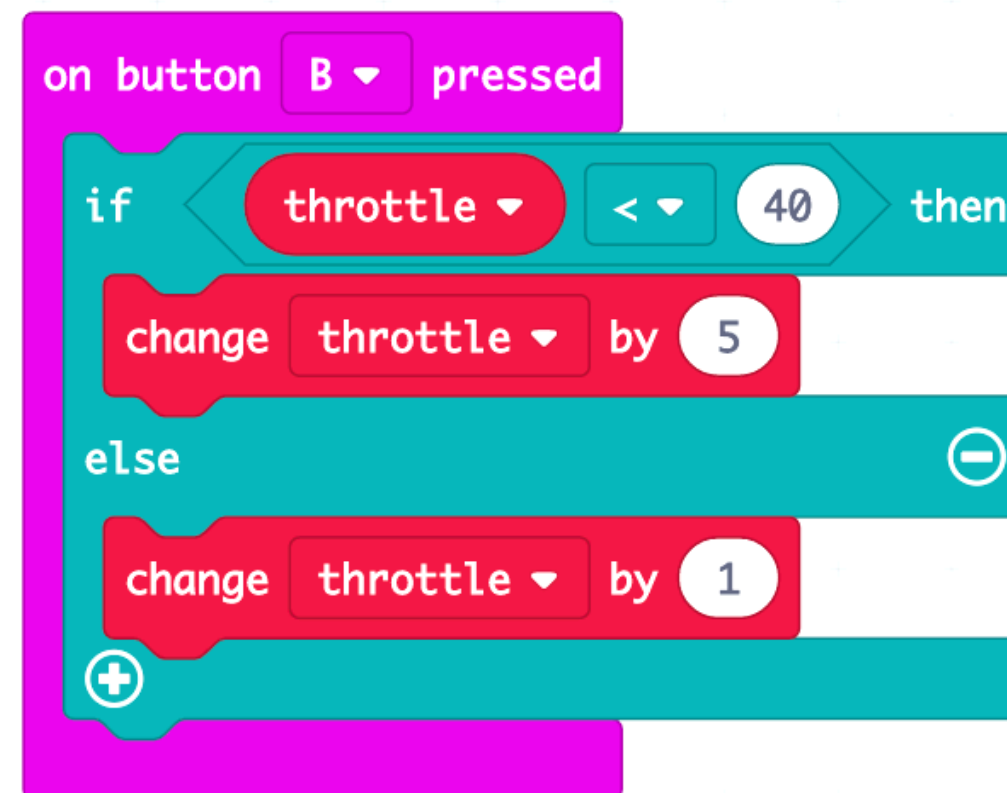 on button B pressed
if throttle < 40 then
change throttle by 5
else
change throttle by 1